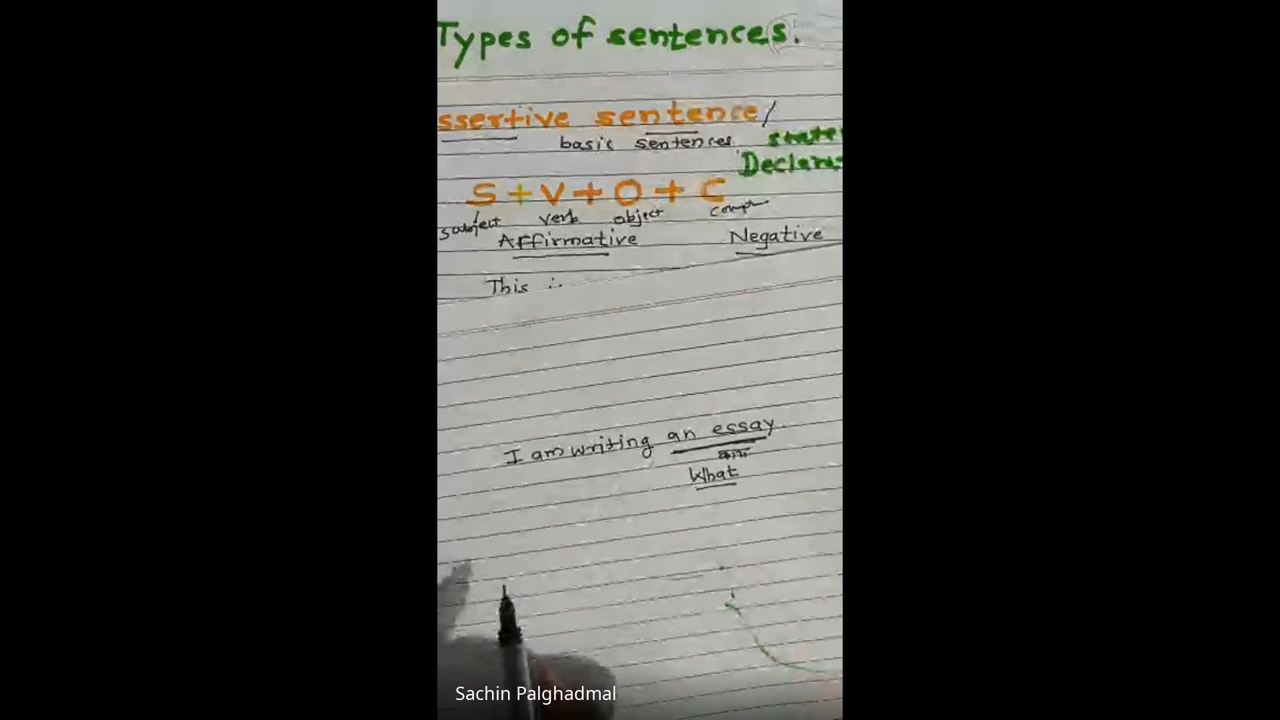 Types of sentences.
ssertive sentence/
basic sentences
Declara
S + V + O + C
subject verb object comp
Affirmative Negative
This
I am writing an essay.
What
Sachin Palghadmal